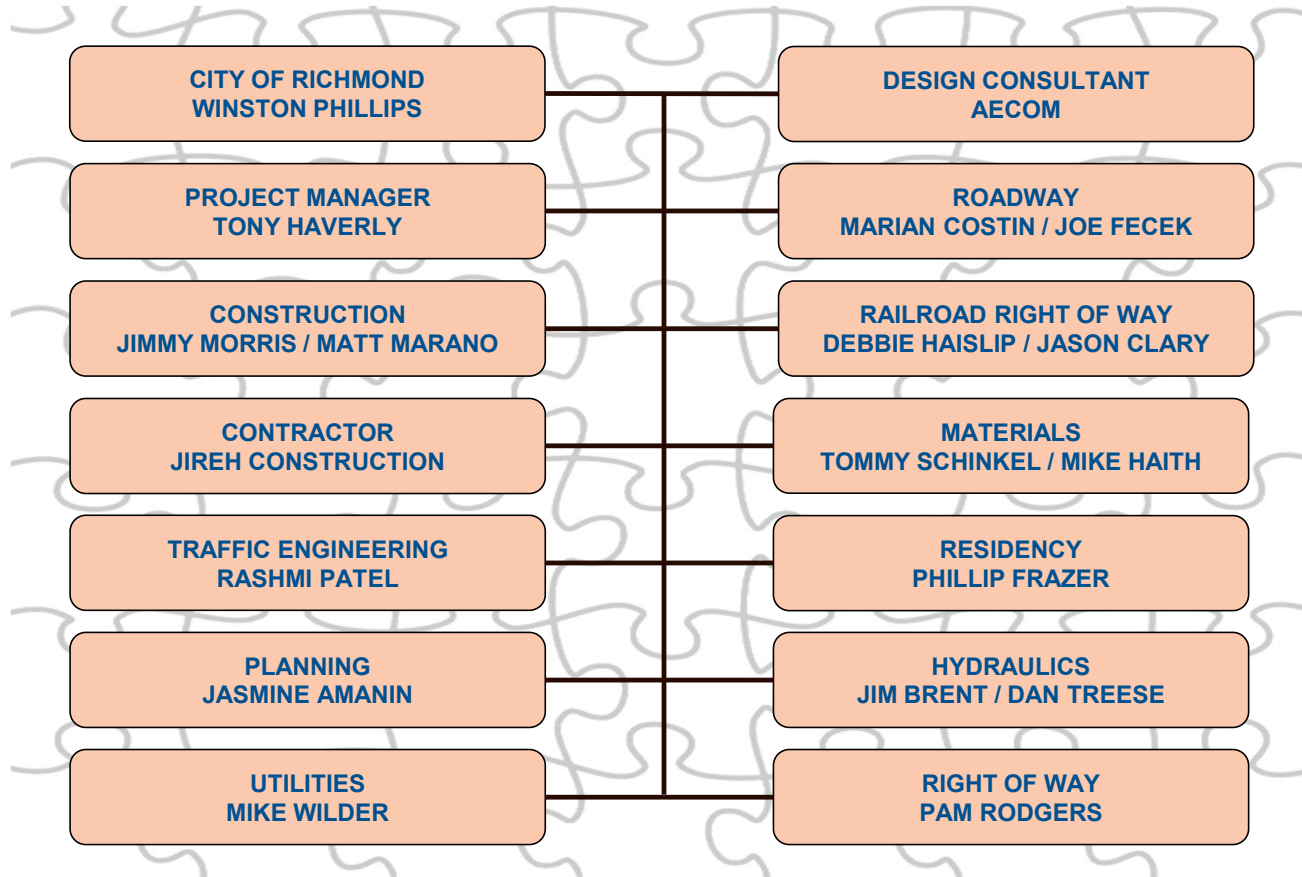 CITY OF RICHMOND
WINSTON PHILLIPS
DESIGN CONSULTANT
AECOM
PROJECT MANAGER
TONY HAVERLY
ROADWAY
MARIAN COSTIN / JOE FECEK
CONSTRUCTION
JIMMY MORRIS / MATT MARANO
RAILROAD RIGHT OF WAY
DEBBIE HAISLIP / JASON CLARY
CONTRACTOR
JIREH CONSTRUCTION
MATERIALS
TOMMY SCHINKEL / MIKE HAITH
TRAFFIC ENGINEERING
RASHMI PATEL
RESIDENCY
PHILLIP FRAZER
PLANNING
JASMINE AMANIN
HYDRAULICS
JIM BRENT / DAN TREESE
UTILITIES
MIKE WILDER
RIGHT OF WAY
PAM RODGERS